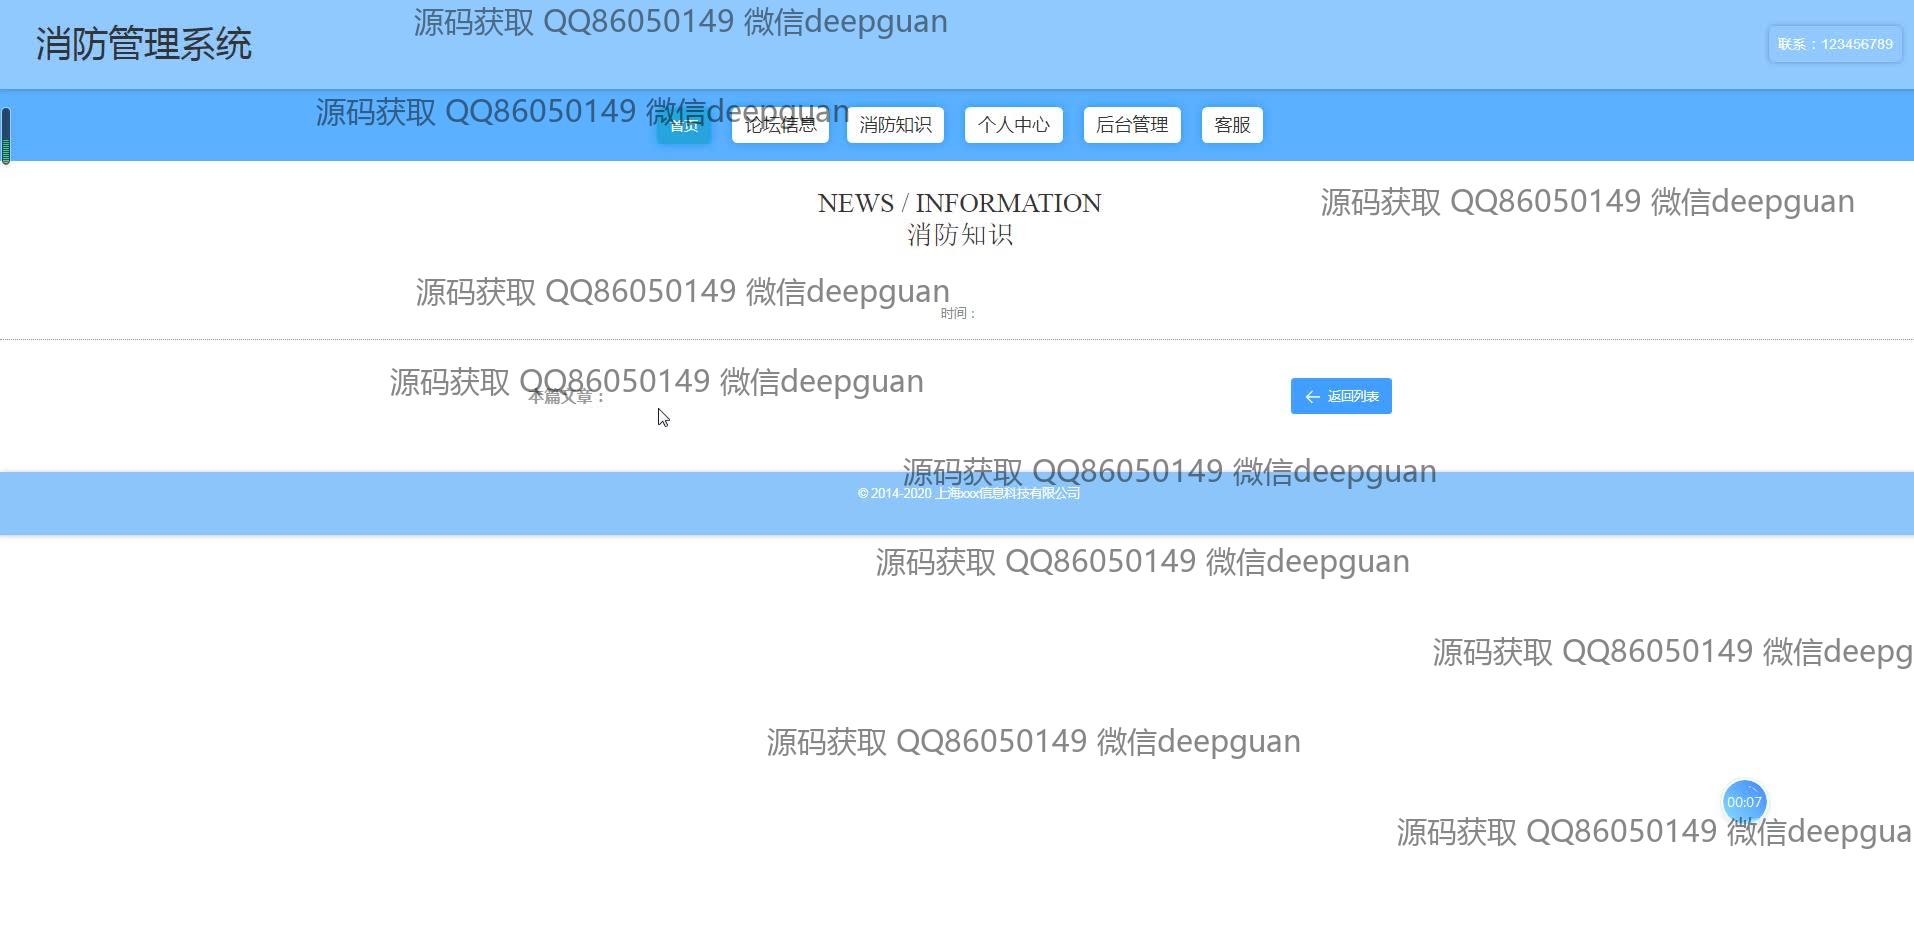 源码获取 QQ86050149 微信deepguan
消防管理系统
联系：123456789
源码获取 QQ86050149 微信deepguan
首页 论坛信息 消防知识 个人中心 后台管理 客服
NEWS / INFORMATION
源码获取 QQ86050149 微信deepguan
消防知识
源码获取 QQ86050149 微信deepguan
时间：
源码获取 QQ86050149 微信deepguan
本篇文章：
返回列表
源码获取 QQ86050149 微信deepguan
© 2014-2020 上海xxx信息科技有限公司
源码获取 QQ86050149 微信deepguan
源码获取 QQ86050149 微信deepg
源码获取 QQ86050149 微信deepguan
00:07
源码获取 QQ86050149 微信deepgua